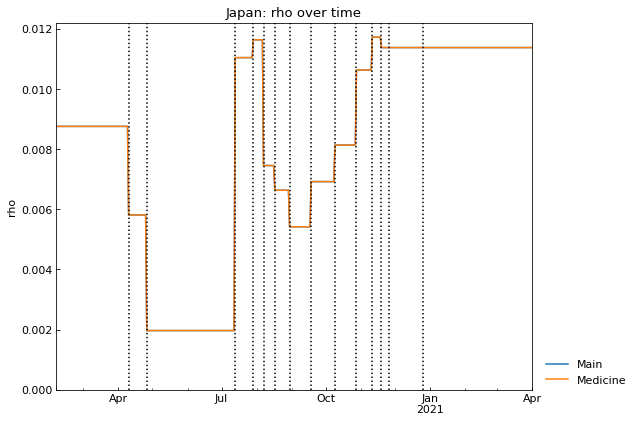 Japan: rho over time
0.012
0.010
0.008
0.006
0.004
0.002
0.000
rho
Apr
Jul
Oct
Jan
2021
Apr
Main
Medicine